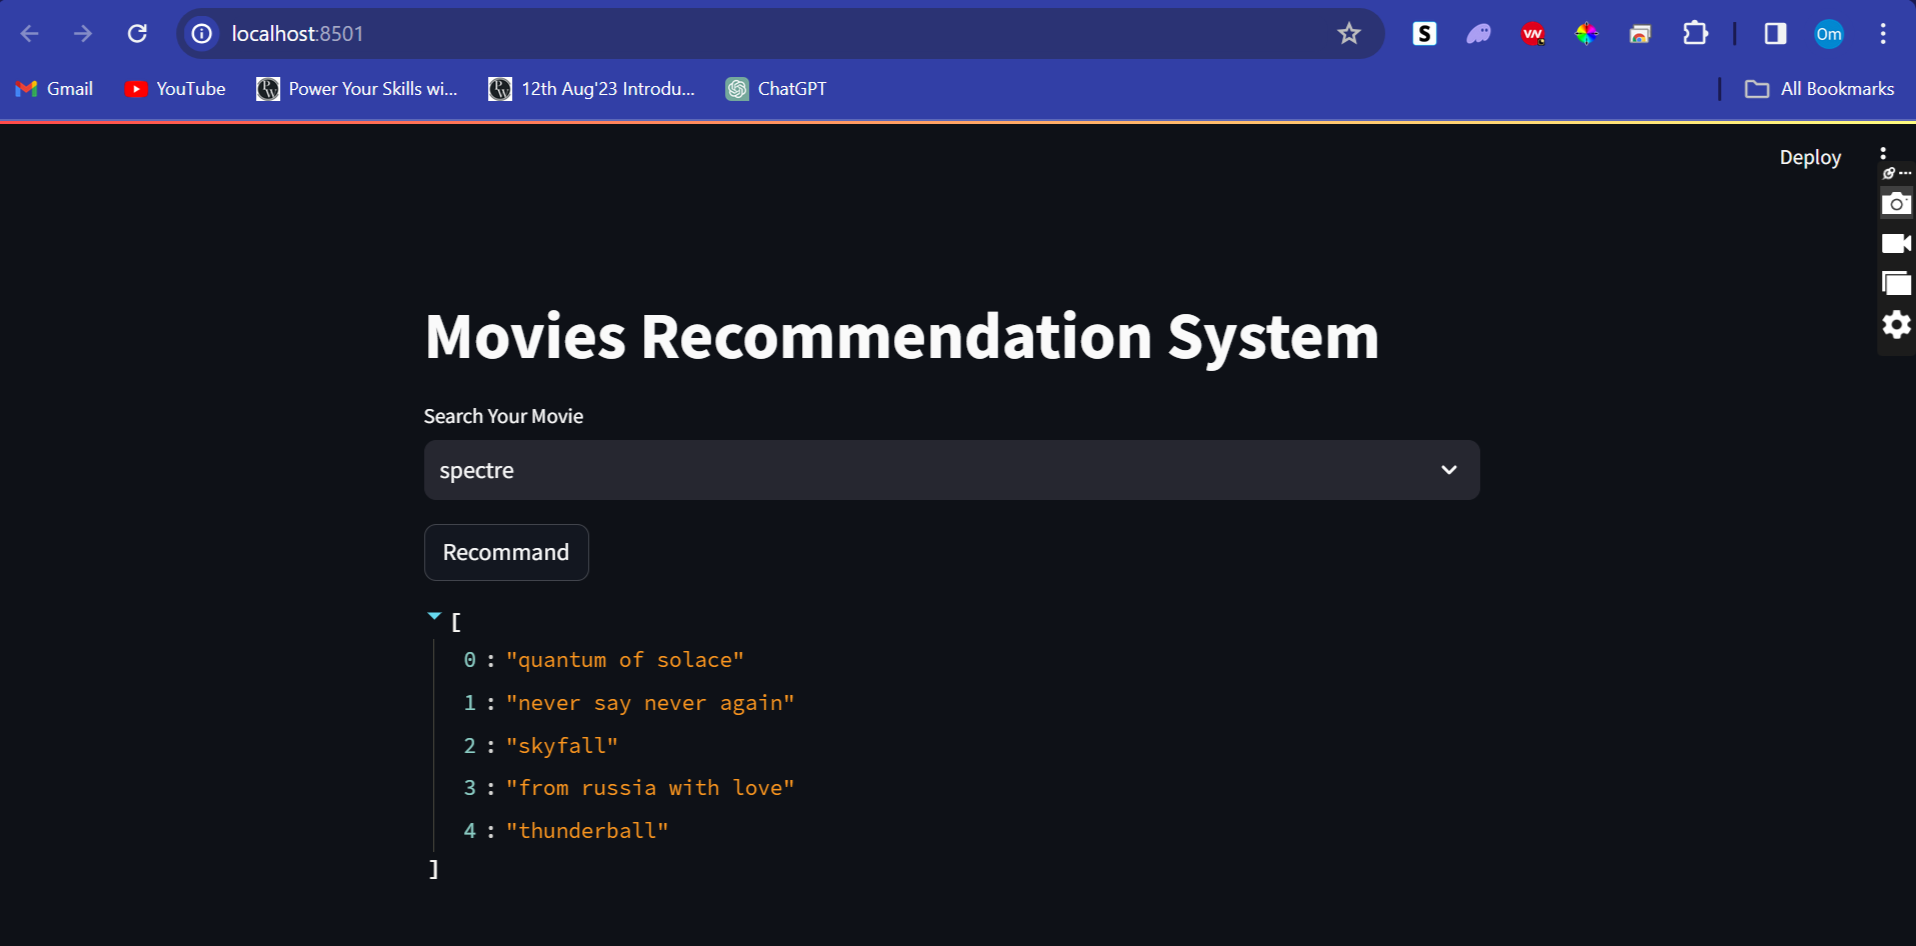 localhost:8501
S
VN
Om
Gmail
YouTube
Power Your Skills wi...
12th Aug'23 Introdu...
ChatGPT
All Bookmarks
Deploy
Movies Recommendation System
Search Your Movie
spectre
Recommand
[
0 : "quantum of solace"
1 : "never say never again"
2 : "skyfall"
3 : "from russia with love"
4 : "thunderball"
]